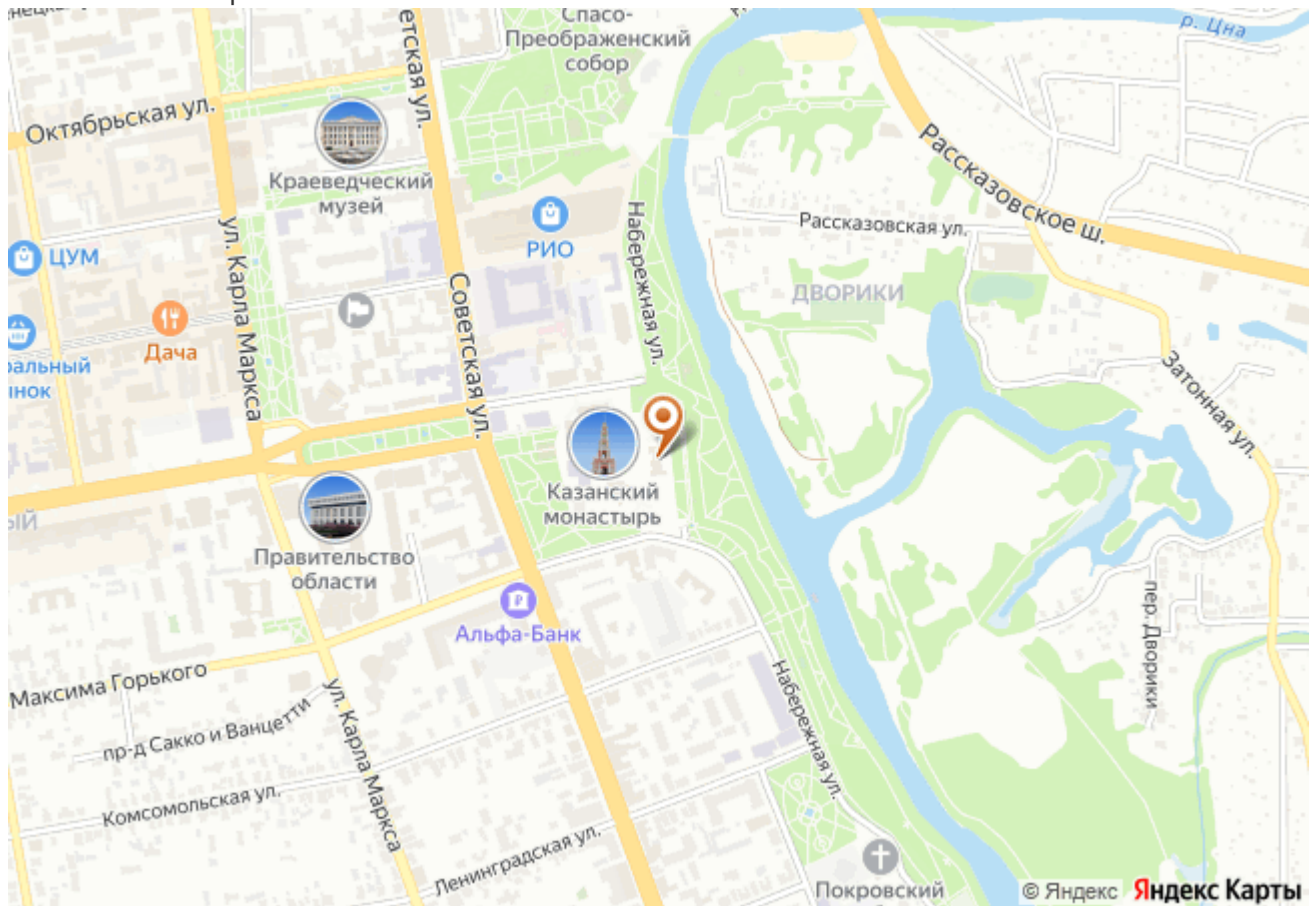 Спасо-
Преображенский
собор
р. Цна
Октябрьская ул.
Краеведческий
музей
Рассказовское ш.
Рассказовская ул.
Набережная ул.
РИО
ЦУМ
ул. Карла Маркса
ДВОРИКИ
Советская ул.
Дача
Затонная ул.
Казанский
монастырь
Правительство
области
Альфа-Банк
пер. Дворики
Максима Горького
пр-д Сакко и Ванцетти
ул. Карла Маркса
Набережная ул.
Комсомольская ул.
Ленинградская ул.
Покровский
© Яндекс Яндекс Карты